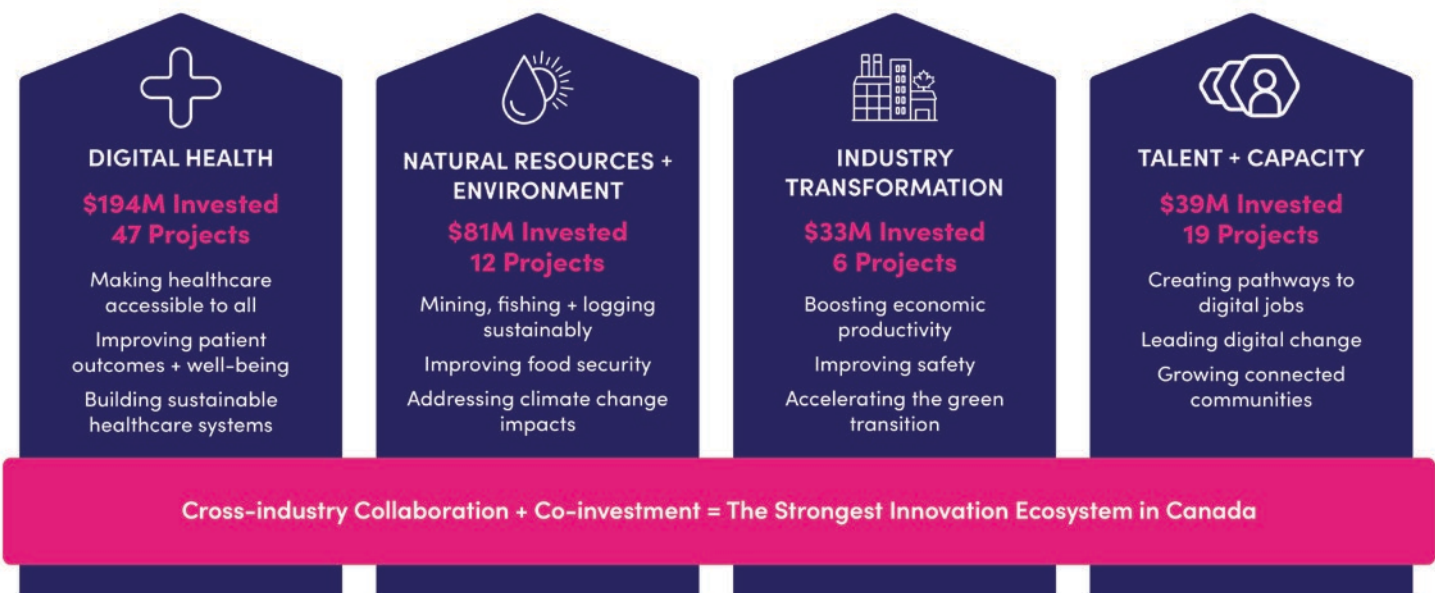 DIGITAL HEALTH
$194M Invested
47 Projects
Making healthcare
accessible to all
Improving patient
outcomes + well-being
Building sustainable
healthcare systems
NATURAL RESOURCES +
ENVIRONMENT
$81M Invested
12 Projects
Mining, fishing + logging
sustainably
Improving food security
Addressing climate change
impacts
INDUSTRY
TRANSFORMATION
$33M Invested
6 Projects
Boosting economic
productivity
Improving safety
Accelerating the green
transition
TALENT + CAPACITY
$39M Invested
19 Projects
Creating pathways to
digital jobs
Leading digital change
Growing connected
communities
Cross-industry Collaboration + Co-investment = The Strongest Innovation Ecosystem in Canada